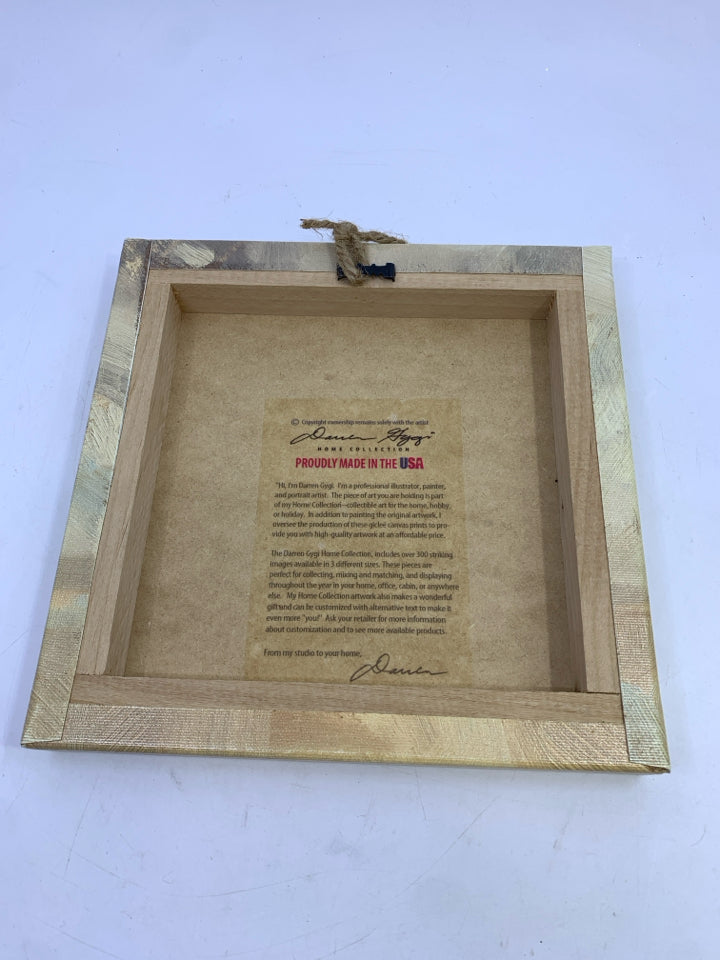 © Copyright ownership remains solely with the artist
Darren Gygi
HOME COLLECTION
PROUDLY MADE IN THE USA
"Hi, I'm Darren Gygi. I'm a professional illustrator, painter,
and portrait artist. The piece of art you are holding is part
of my Home Collection—collectible art for the home, hobby,
or holiday. In addition to painting the original artwork, I
oversee the production of these gicleé canvas prints to pro-
vide you with high-quality artwork at an affordable price.
The Darren Gygi Home Collection, includes over 300 striking
images available in 3 different sizes. These pieces are
perfect for collecting, mixing and matching, and displaying
throughout the year in your home, office, cabin, or anywhere
else. My Home Collection artwork also makes a wonderful
gift and can be customized with alternative text to make it
even more "you!" Ask your retailer for more information
about customization and to see more available products.
From my studio to your home,
Darren